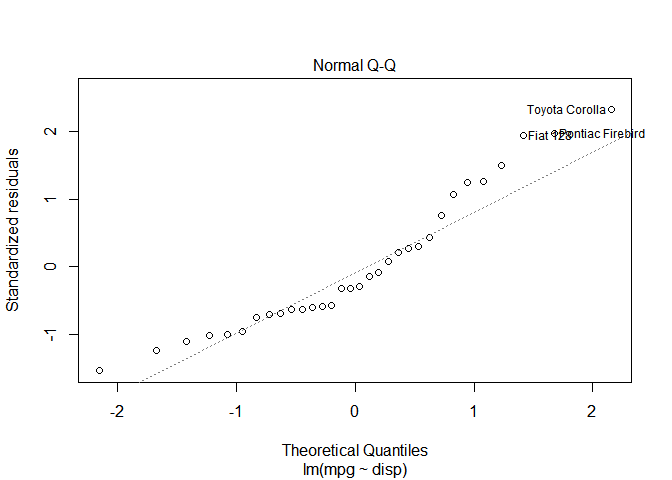 Normal Q-Q
Standardized residuals
2
1
0
-1
Toyota Corolla
Fiat 128
Pontiac Firebird
-2
-1
0
1
2
Theoretical Quantiles
lm(mpg ~ disp)